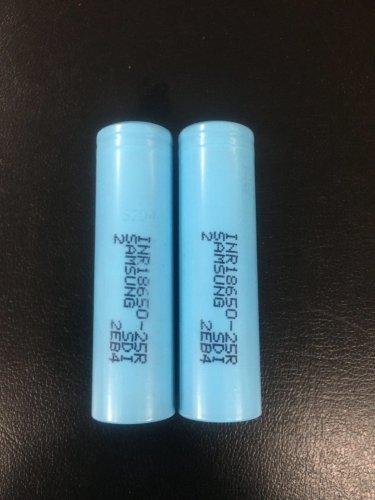 INR18650-25R
SAMSUNG SDI
2 2EB4
INR18650-25R
SAMSUNG SDI
2 2EB4